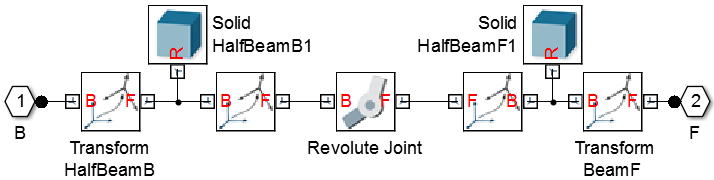 Solid
HalfBeamB1
R
Solid
HalfBeamF1
R
1
B
B F
Transform
HalfBeamB
B F
B F
Revolute Joint
F B
F F
Transform
BeamF
2
F